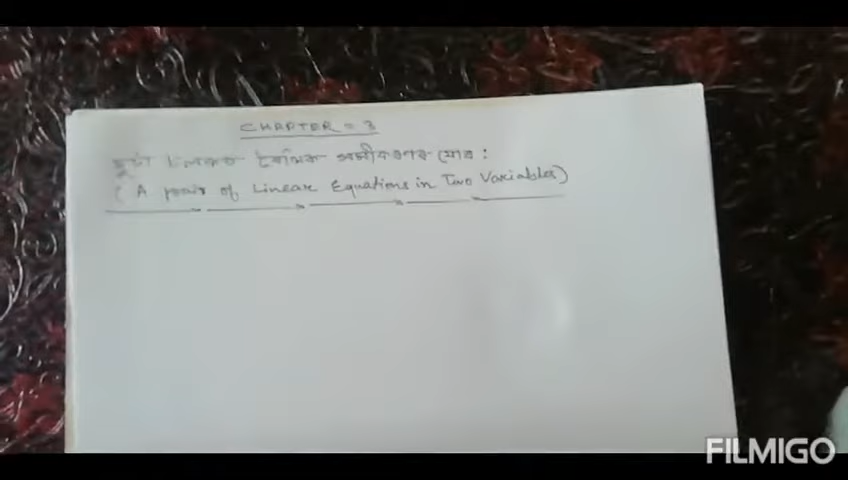 CHAPTER = 3
দুটা চলকত ৰৈখিক সমীকৰণৰ যোৰ :
( A pair of Linear Equations in Two Variables)
FILMIGO